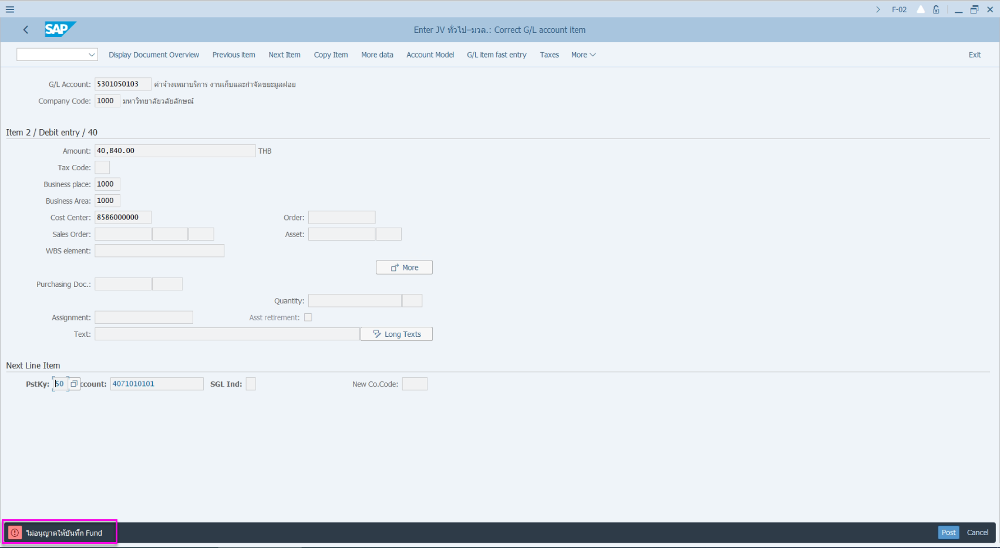 F-02
SAP
Enter JV ทั่วไป-มวล.: Correct G/L account item
Display Document Overview Previous item Next Item Copy Item More data Account Model G/L item fast entry Taxes More Exit
G/L Account: 5301050103 ค่าจ้างเหมาบริการ งานเก็บและกำจัดขยะมูลฝอย
Company Code: 1000 มหาวิทยาลัยวลัยลักษณ์
Item 2 / Debit entry / 40
Amount: 40,840.00 THB
Tax Code:
Business place: 1000
Business Area: 1000
Cost Center: 8586000000 Order:
Sales Order: Asset:
WBS element:
More
Purchasing Doc.:
Quantity:
Assignment: Asst retirement:
Text: Long Texts
Next Line Item
PstKy: 50 ccount: 4071010101 SGL Ind: New Co.Code:
ไม่อนุญาตให้บันทึก Fund Post Cancel